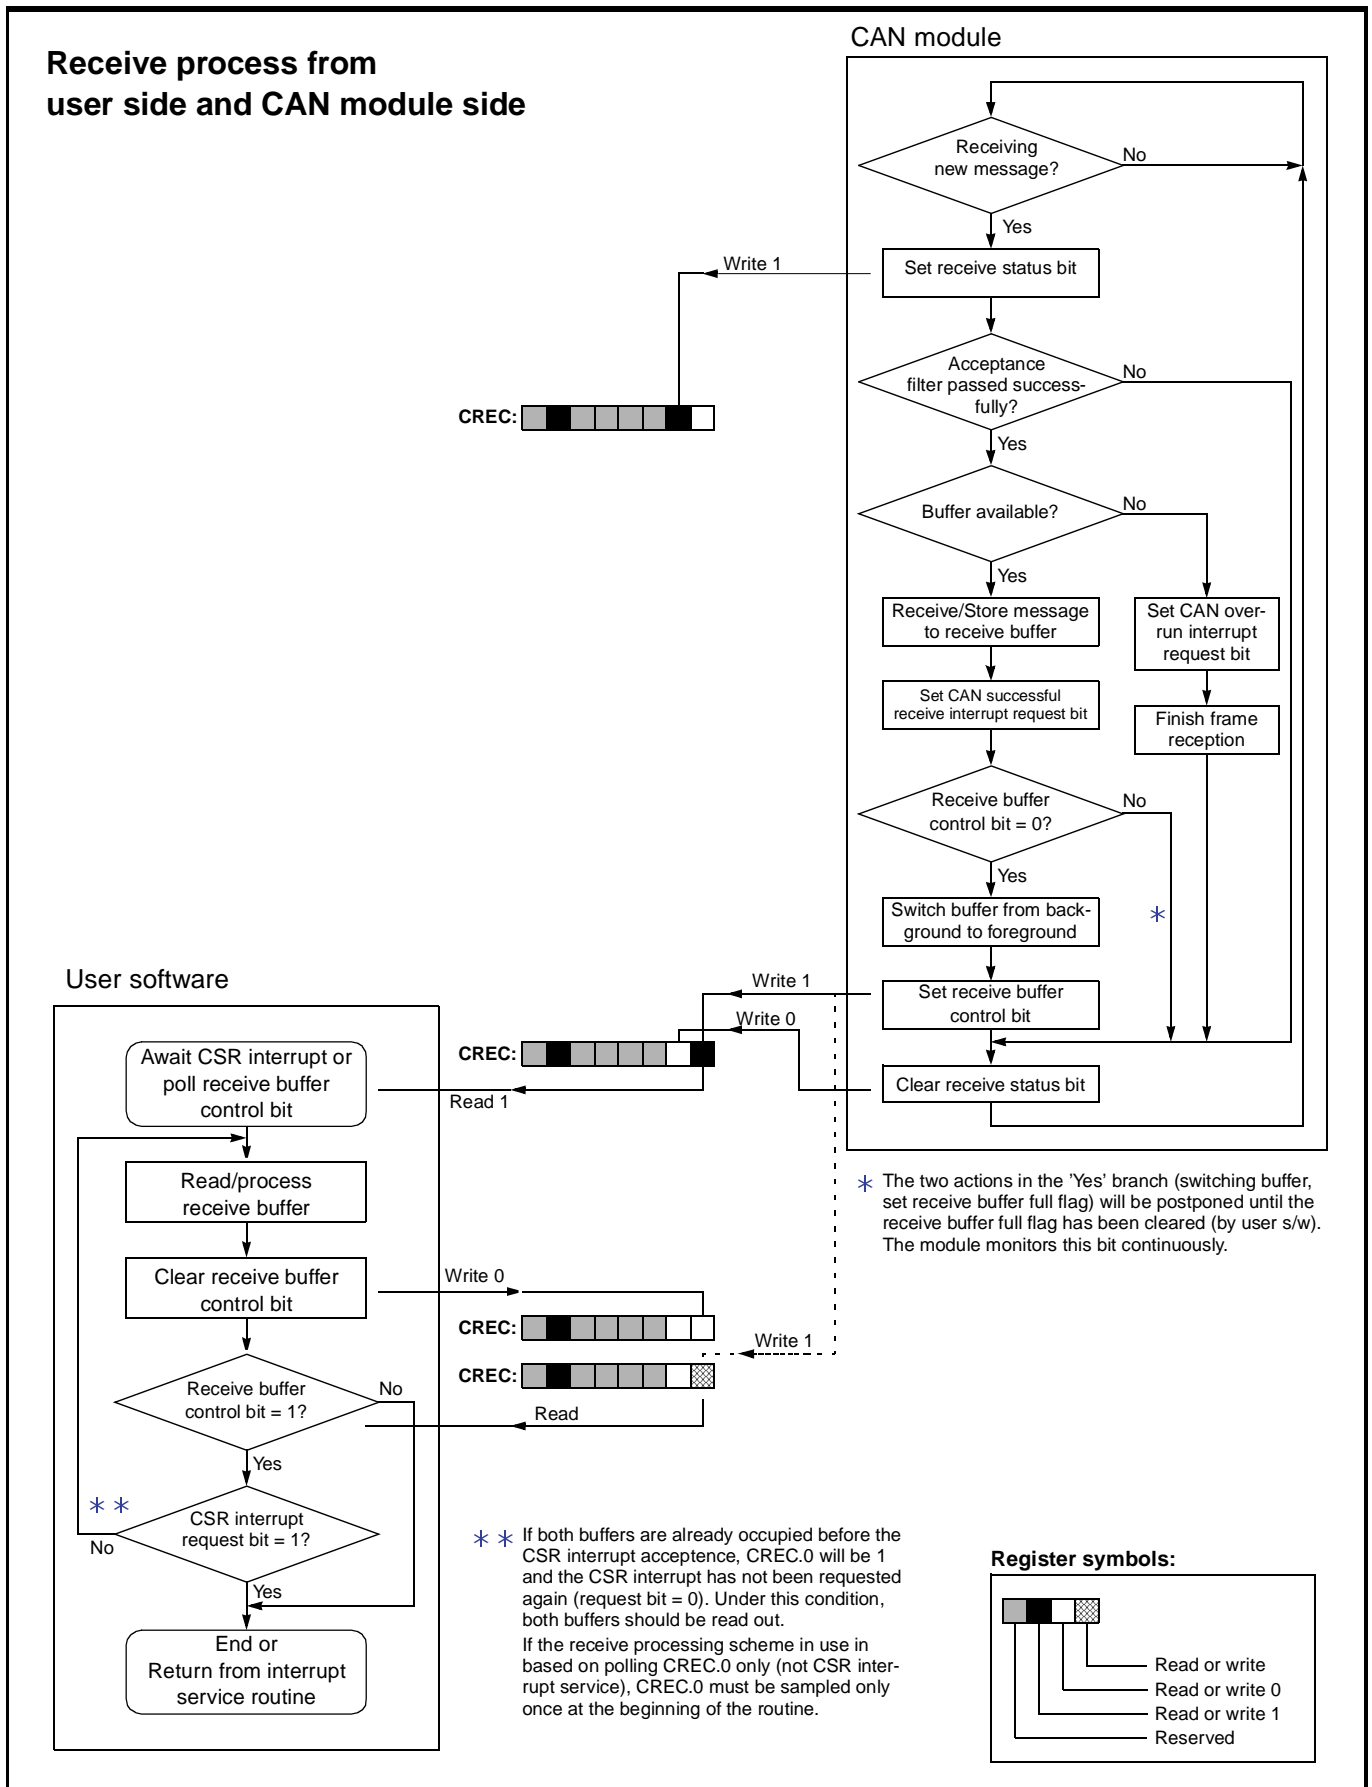 Receive process from
user side and CAN module side
CAN module
Receiving
new message?
No
Yes
Write 1
Set receive status bit
Acceptance
filter passed success-
fully?
No
CREC:
Yes
Buffer available?
No
Yes
Receive/Store message
to receive buffer
Set CAN over-
run interrupt
request bit
Set CAN successful
receive interrupt request bit
Finish frame
reception
Receive buffer
control bit = 0?
No
Yes
Switch buffer from back-
ground to foreground
*
User software
Write 1
Set receive buffer
control bit
Write 0
Await CSR interrupt or
poll receive buffer
control bit
CREC:
Read 1
Clear receive status bit
Read/process
receive buffer
* The two actions in the 'Yes' branch (switching buffer,
set receive buffer full flag) will be postponed until the
receive buffer full flag has been cleared (by user s/w).
The module monitors this bit continuously.
Clear receive buffer
control bit
Write 0
CREC:
Write 1
CREC:
Receive buffer
control bit = 1?
No
Read
Yes
* *
CSR interrupt
request bit = 1?
No
Yes
End or
Return from interrupt
service routine
* * If both buffers are already occupied before the
CSR interrupt acceptence, CREC.0 will be 1
and the CSR interrupt has not been requested
again (request bit = 0). Under this condition,
both buffers should be read out.
If the receive processing scheme in use in
based on polling CREC.0 only (not CSR inter-
rupt service), CREC.0 must be sampled only
once at the beginning of the routine.
Register symbols:
Read or write
Read or write 0
Read or write 1
Reserved